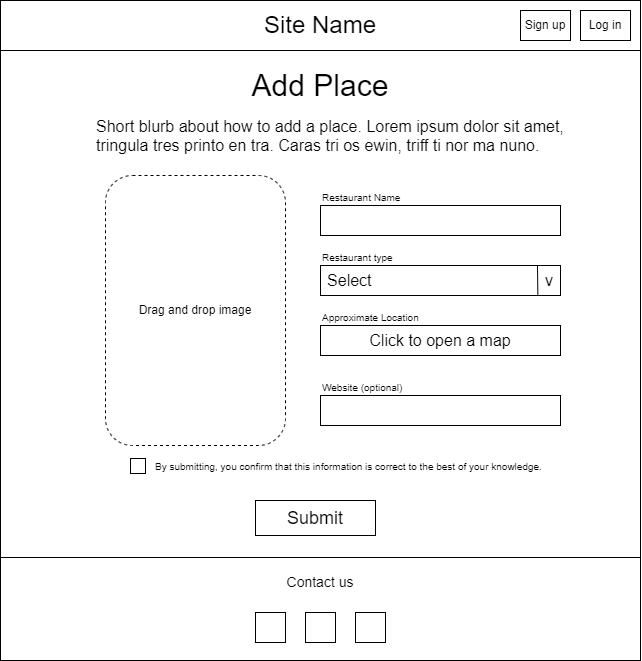 Site Name
Sign up
Log in
Add Place
Short blurb about how to add a place. Lorem ipsum dolor sit amet,
tringula tres printo en tra. Caras tri os ewin, triff ti nor ma nuno.
Drag and drop image
Restaurant Name
Restaurant type
Select
v
Approximate Location
Click to open a map
Website (optional)
By submitting, you confirm that this information is correct to the best of your knowledge.
Submit
Contact us